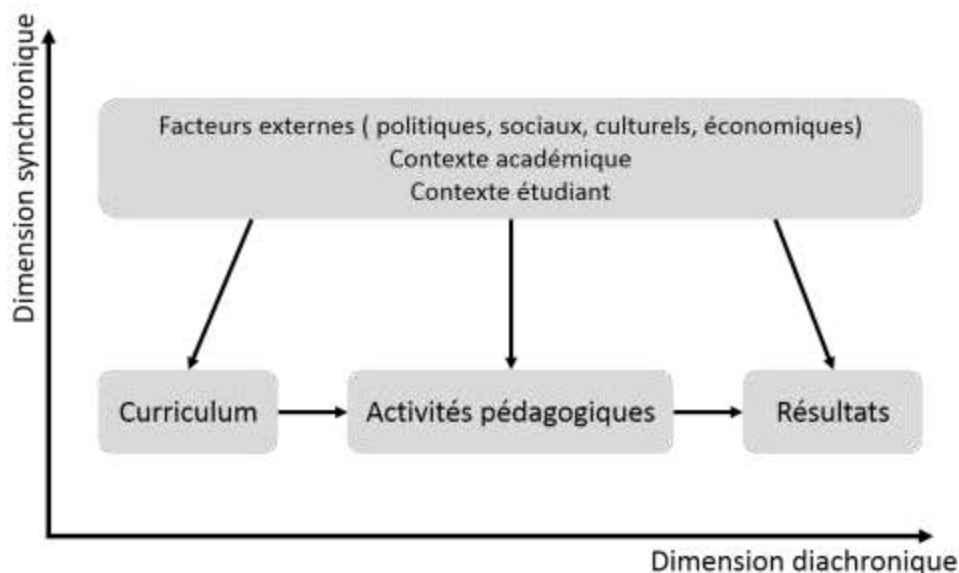 Dimension synchronique
Facteurs externes ( politiques, sociaux, culturels, économiques)
Contexte académique
Contexte étudiant
Curriculum
Activités pédagogiques
Résultats
Dimension diachronique